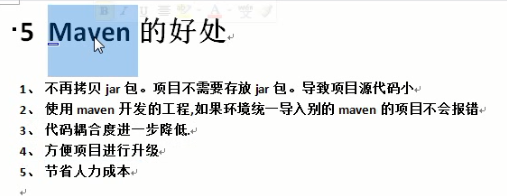 ·5 Maven 的好处
1、 不再拷贝 jar 包。项目不需要存放 jar 包。导致项目源代码小
2、 使用 maven 开发的工程,如果环境统一导入别的 maven 的项目不会报错
3、 代码耦合度进一步降低.
4、 方便项目进行升级
5、 节省人力成本